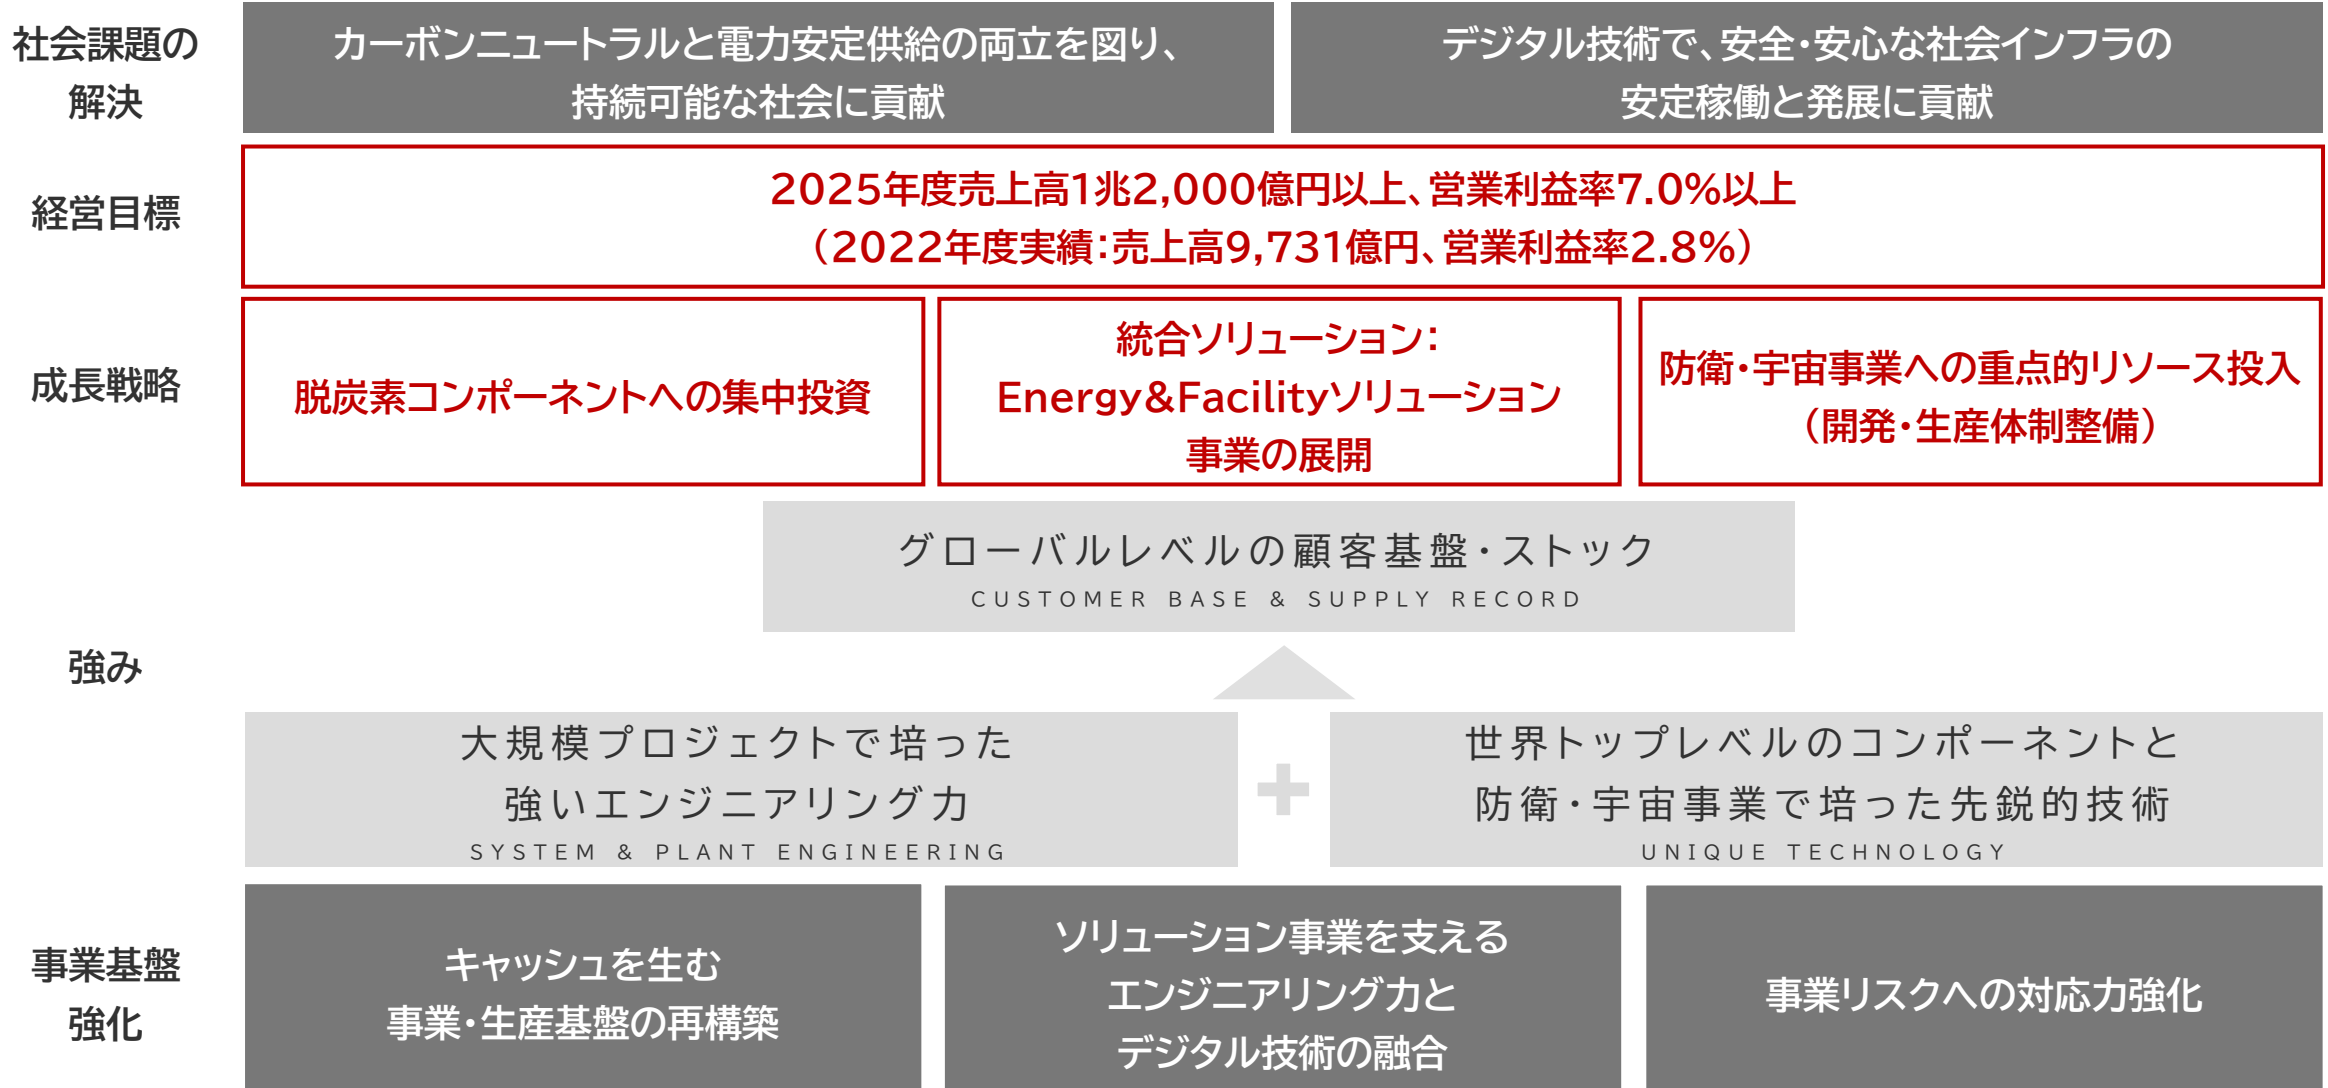 社会課題の
解決
カーボンニュートラルと電力安定供給の両立を図り、
持続可能な社会に貢献
デジタル技術で、安全・安心な社会インフラの
安定稼働と発展に貢献
経営目標
2025年度売上高1兆2,000億円以上、営業利益率7.0%以上
（2022年度実績：売上高9,731億円、営業利益率2.8%）
成長戦略
脱炭素コンポーネントへの集中投資
統合ソリューション：
Energy&Facilityソリューション
事業の展開
防衛・宇宙事業への重点的リソース投入
（開発・生産体制整備）
強み
グローバルレベルの顧客基盤・ストック
CUSTOMER BASE & SUPPLY RECORD
大規模プロジェクトで培った
強いエンジニアリング力
SYSTEM & PLANT ENGINEERING
+
世界トップレベルのコンポーネントと
防衛・宇宙事業で培った先鋭的技術
UNIQUE TECHNOLOGY
事業基盤
強化
キャッシュを生む
事業・生産基盤の再構築
ソリューション事業を支える
エンジニアリング力と
デジタル技術の融合
事業リスクへの対応力強化